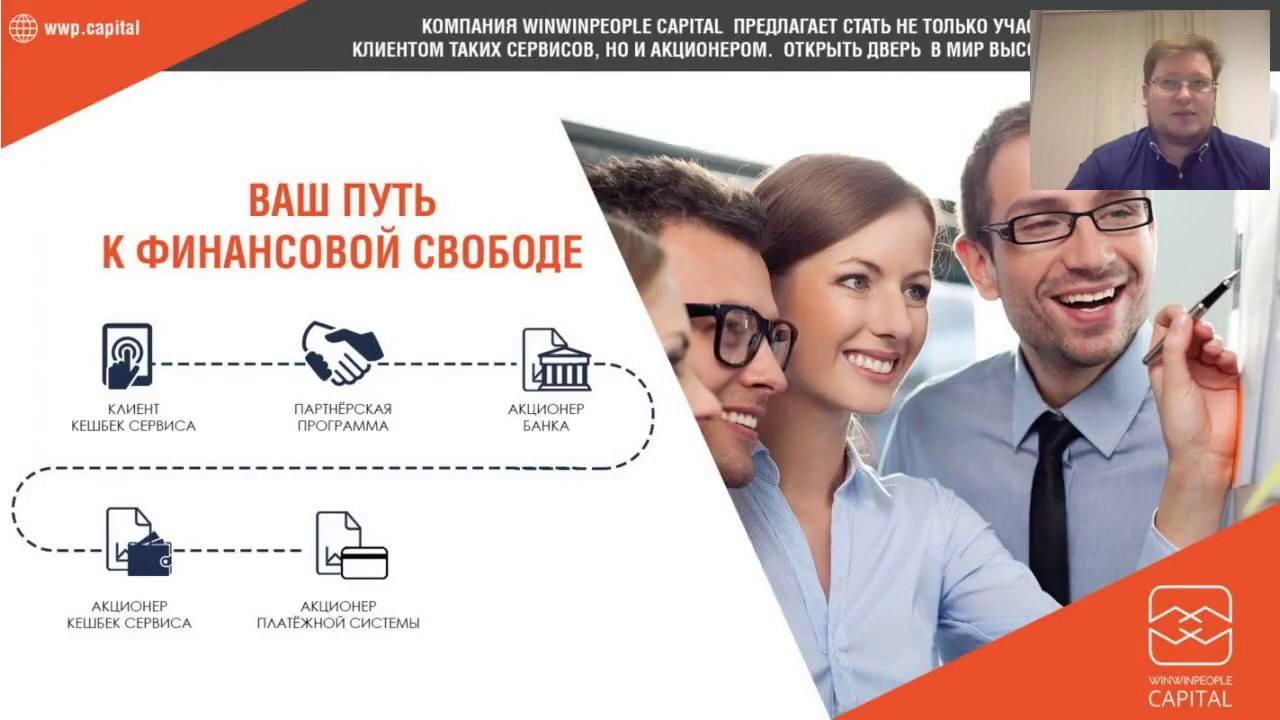 wwp.capital
КОМПАНИЯ WINWINPEOPLE CAPITAL ПРЕДЛАГАЕТ СТАТЬ НЕ ТОЛЬКО
КЛИЕНТОМ ТАКИХ СЕРВИСОВ, НО И АКЦИОНЕРОМ. ОТКРЫТЬ ДВЕРЬ В МИР
ВАШ ПУТЬ
К ФИНАНСОВОЙ СВОБОДЕ
КЛИЕНТ
КЕШБЕК СЕРВИСА
ПАРТНЁРСКАЯ
ПРОГРАММА
АКЦИОНЕР
БАНКА
АКЦИОНЕР
КЕШБЕК СЕРВИСА
АКЦИОНЕР
ПЛАТЁЖНОЙ СИСТЕМЫ
WINWINPEOPLE
CAPITAL